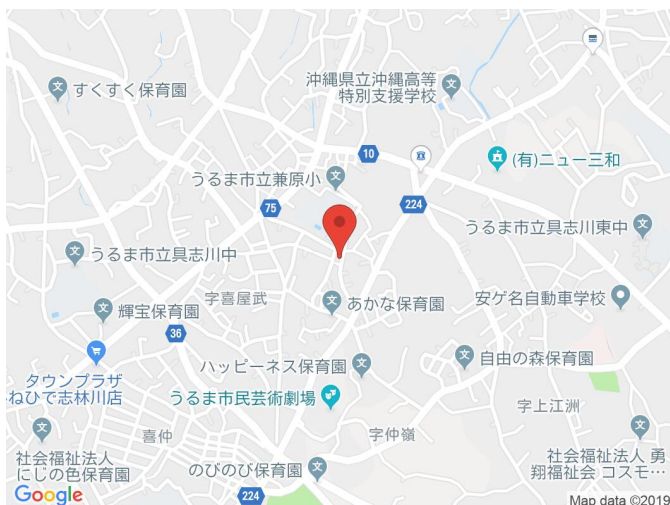 すくすく保育園
沖縄県立沖縄高等
特別支援学校
10
(有)ニュー三和
うるま市立兼原小
75
224
うるま市立具志川東中
うるま市立具志川中
字喜屋武
あかな保育園
安ゲ名自動車学校
輝宝保育園
36
タウンプラザ
ねひで志林川店
ハッピーネス保育園
自由の森保育園
うるま市民芸術劇場
字上江洲
喜仲
字仲嶺
社会福祉法人
にじの色保育園
のびのび保育園
社会福祉法人 勇
翔福祉会 コスモ…
224
Google
Map data ©2019